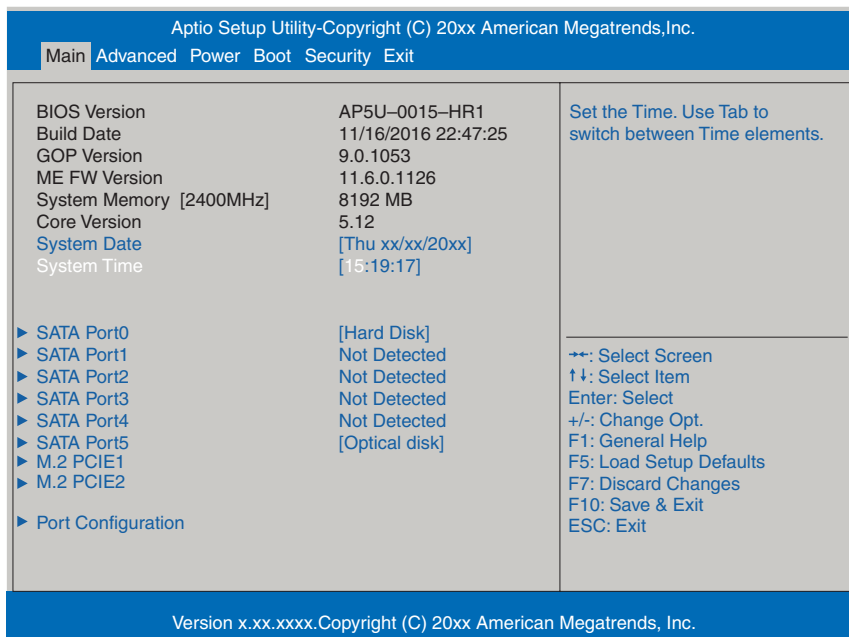 Aptio Setup Utility-Copyright (C) 20xx American Megatrends,Inc.
Main Advanced Power Boot Security Exit
BIOS Version AP5U–0015–HR1
Build Date 11/16/2016 22:47:25
GOP Version 9.0.1053
ME FW Version 11.6.0.1126
System Memory [2400MHz] 8192 MB
Core Version 5.12
System Date [Thu xx/xx/20xx]
System Time [15:19:17]
SATA Port0 [Hard Disk]
SATA Port1 Not Detected
SATA Port2 Not Detected
SATA Port3 Not Detected
SATA Port4 Not Detected
SATA Port5 [Optical disk]
M.2 PCIE1
M.2 PCIE2
Port Configuration
Set the Time. Use Tab to
switch between Time elements.
→←: Select Screen
↑↓: Select Item
Enter: Select
+/-: Change Opt.
F1: General Help
F5: Load Setup Defaults
F7: Discard Changes
F10: Save & Exit
ESC: Exit
Version x.xx.xxxx.Copyright (C) 20xx American Megatrends, Inc.